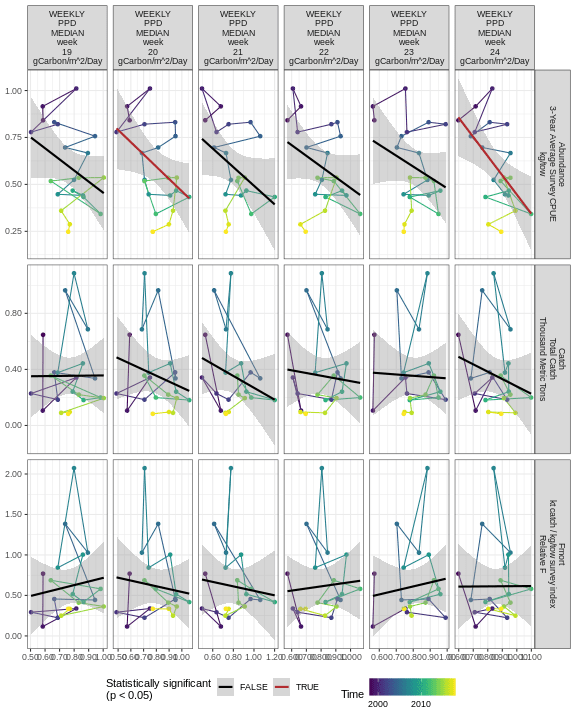 WEEKLY PPD MEDIAN week 19 gCarbon/m^2/Day
WEEKLY PPD MEDIAN week 20 gCarbon/m^2/Day
WEEKLY PPD MEDIAN week 21 gCarbon/m^2/Day
WEEKLY PPD MEDIAN week 22 gCarbon/m^2/Day
WEEKLY PPD MEDIAN week 23 gCarbon/m^2/Day
WEEKLY PPD MEDIAN week 24 gCarbon/m^2/Day
1.00
0.75
0.50
0.25
Abundance
3-Year Average Survey CPUE
kg/tow
0.80
0.40
0.00
Catch
Total Catch
Thousand Metric Tons
2.00
1.50
1.00
0.50
0.00
Fmort
kt catch / kg/tow survey index
Relative F
0.60 0.80 1.00 1.20
Statistically significant
(p < 0.05)
FALSE
TRUE
Time
2000 2010